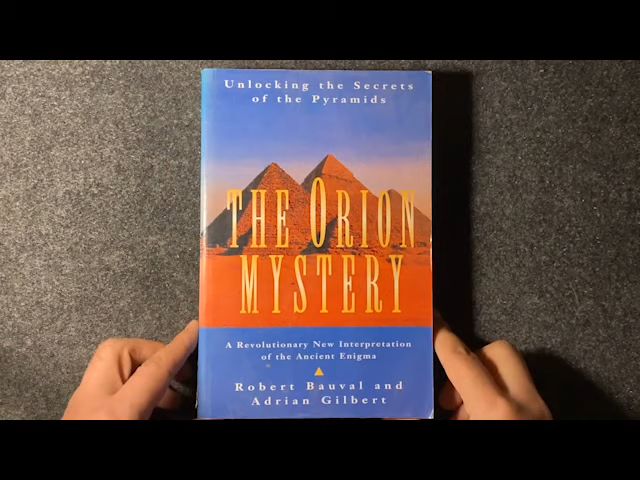 Unlocking the Secrets
of the Pyramids
THE ORION
MYSTERY
A Revolutionary New Interpretation
of the Ancient Enigma
Robert Bauval and
Adrian Gilbert